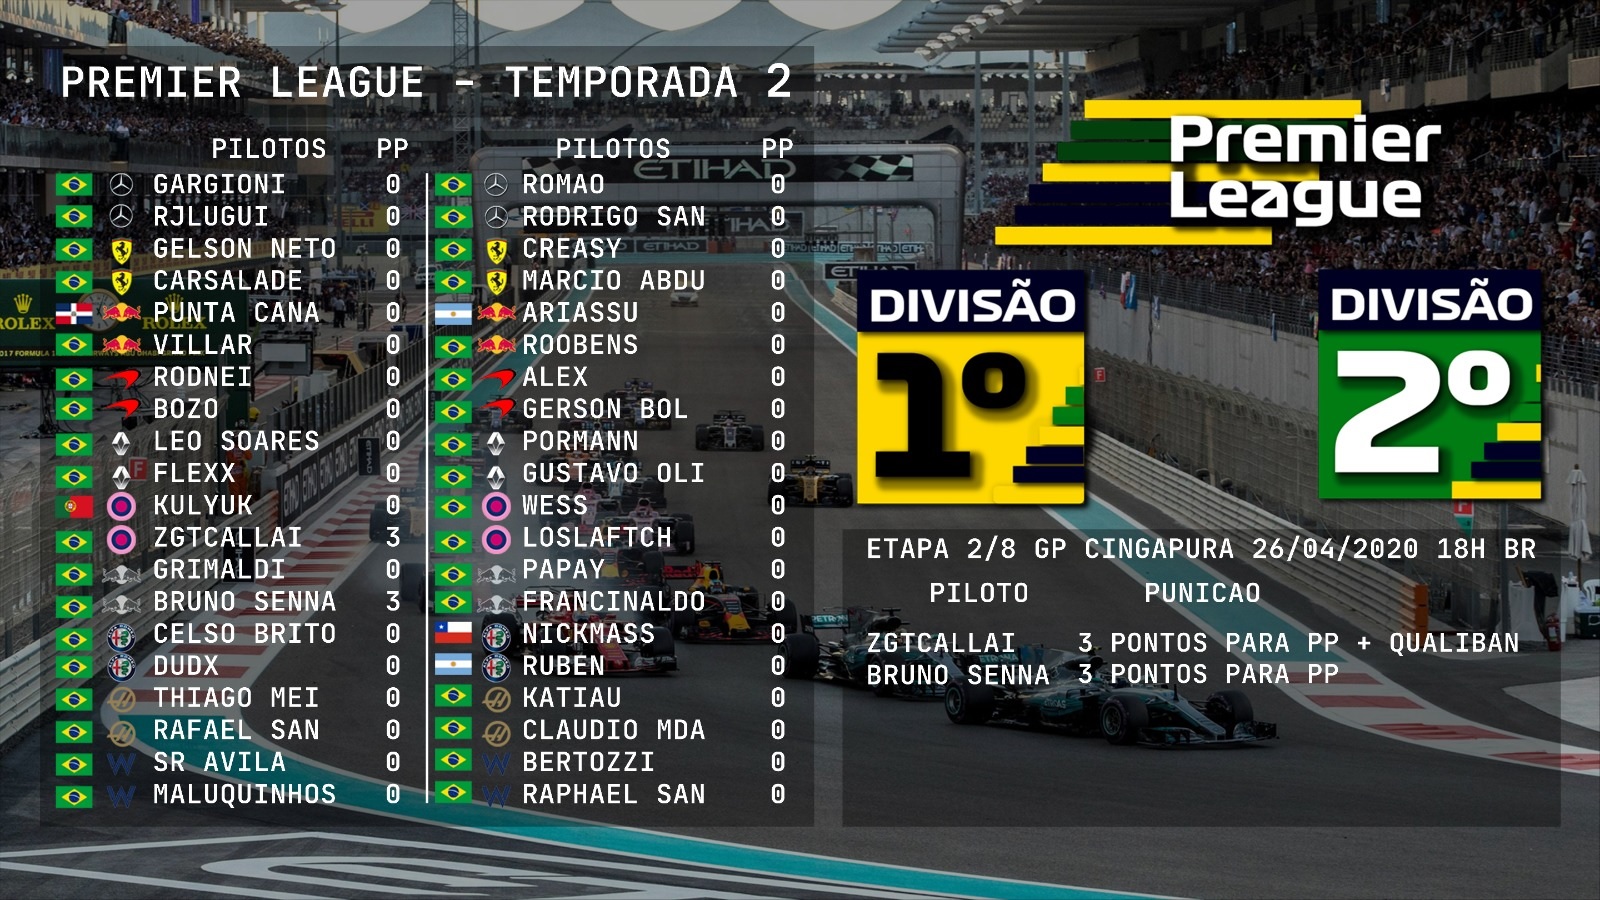 PREMIER LEAGUE - TEMPORADA 2
PILOTOS PP
GARGIONI 0
RJLUGUI 0
GELSON NETO 0
CARSALADE 0
PUNTA CANA 0
VILLAR 0
RODNEI 0
BOZO 0
LEO SOARES 0
FLEXX 0
KULYUK 0
ZGTCALLAI 3
GRIMALDI 0
BRUNO SENNA 3
CELSO BRITO 0
DUDX 0
THIAGO MEI 0
RAFAEL SAN 0
SR AVILA 0
MALUQUINHOS 0
PILOTOS PP
ROMAO 0
RODRIGO SAN 0
CREASY 0
MARCIO ABDU 0
ARIASSU 0
ROOBENS 0
ALEX 0
GERSON BOL 0
PORMANN 0
GUSTAVO OLI 0
WESS 0
LOSLAFTCH 0
PAPAY 0
FRANCINALDO 0
NICKMASS 0
RUBEN 0
KATIAU 0
CLAUDIO MDA 0
BERTOZZI 0
RAPHAEL SAN 0
Premier
League
DIVISÃO
1º
DIVISÃO
2º
ETAPA 2/8 GP CINGAPURA 26/04/2020 18H BR
PILOTO PUNICAO
ZGTCALLAI 3 PONTOS PARA PP + QUALIBAN
BRUNO SENNA 3 PONTOS PARA PP
ETIHAD
ETIHAD
ETIHAD
ROLEX
ROLEX